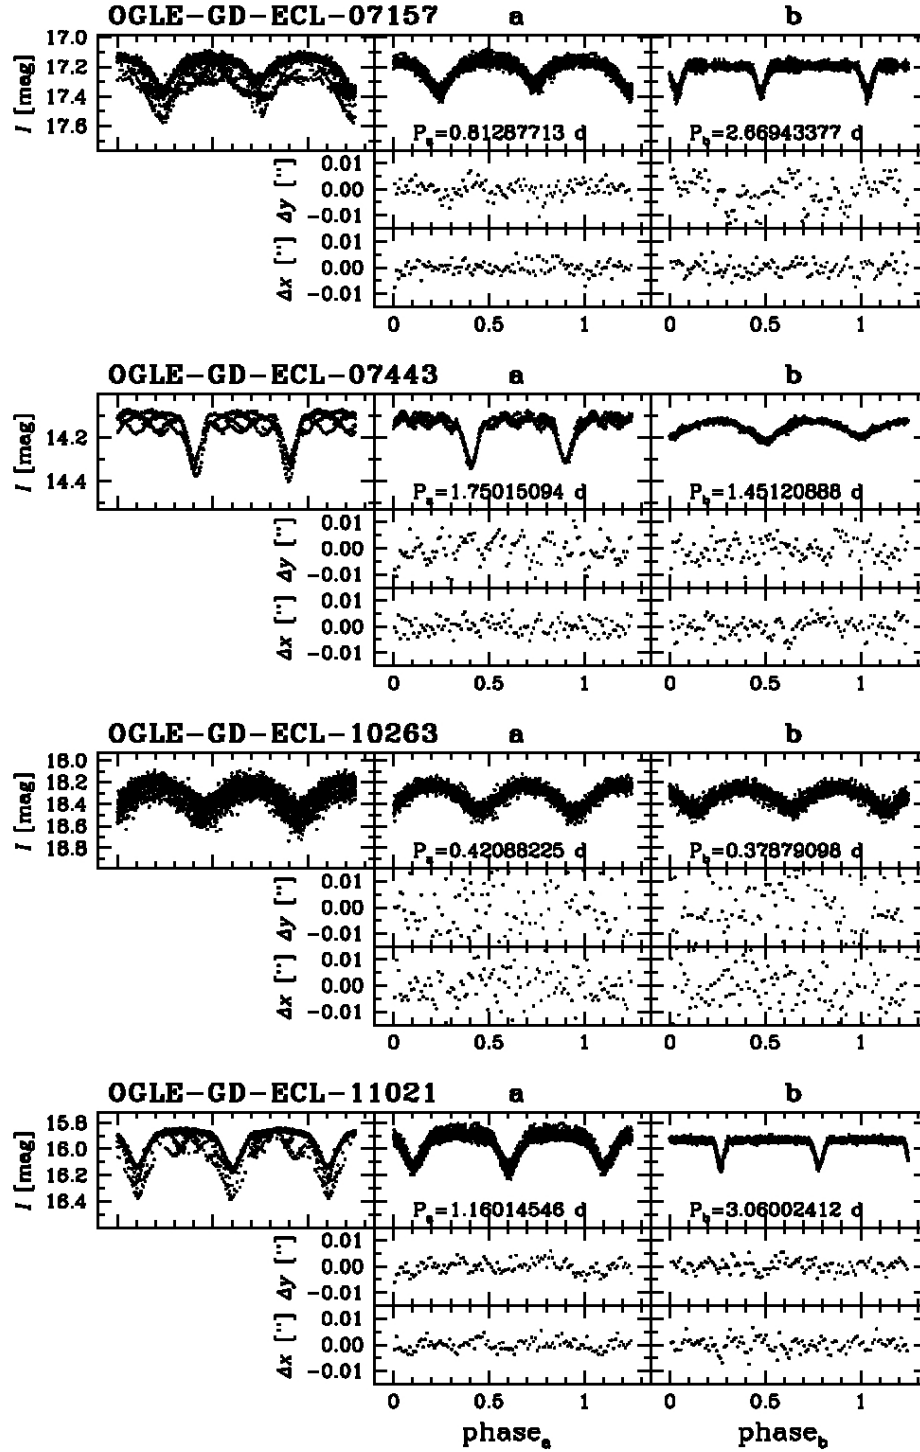 OGLE-GD-ECL-07157 a b
17.0
17.2
17.4
17.6
I [mag]
Pa=0.81287713 d
Pb=2.66943377 d
0.01
0.00
-0.01
Δy ["]
0.01
0.00
-0.01
Δx ["]
0 0.5 1 0 0.5 1
OGLE-GD-ECL-07443 a b
14.2
14.4
I [mag]
Pa=1.75015094 d
Pb=1.45120888 d
0.01
0.00
-0.01
Δy ["]
0.01
0.00
-0.01
Δx ["]
0 0.5 1 0 0.5 1
OGLE-GD-ECL-10263 a b
18.0
18.2
18.4
18.6
18.8
I [mag]
Pa=0.42088225 d
Pb=0.37879098 d
0.01
0.00
-0.01
Δy ["]
0.01
0.00
-0.01
Δx ["]
0 0.5 1 0 0.5 1
OGLE-GD-ECL-11021 a b
15.8
16.0
16.2
16.4
I [mag]
Pa=1.16014546 d
Pb=3.06002412 d
0.01
0.00
-0.01
Δy ["]
0.01
0.00
-0.01
Δx ["]
0 0.5 1 0 0.5 1
phasea phaseb